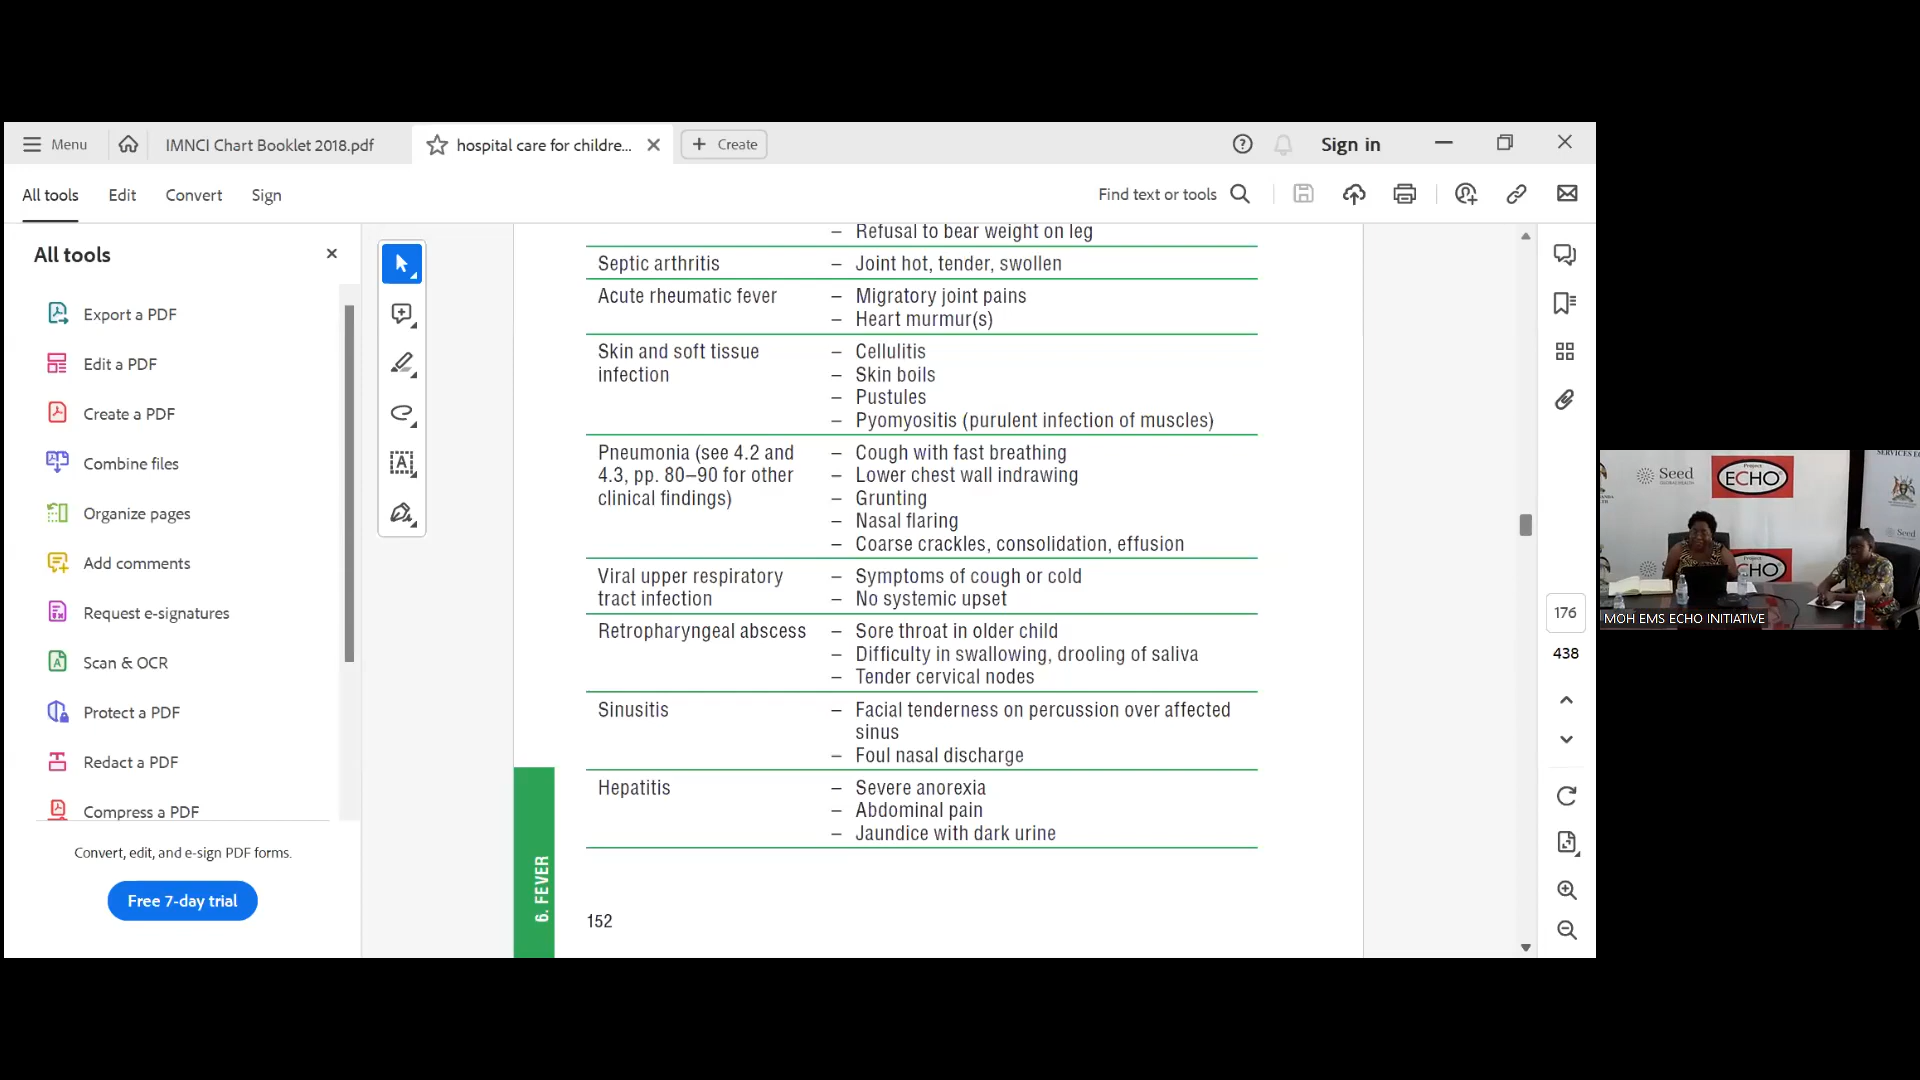 Menu
IMNCI Chart Booklet 2018.pdf
hospital care for childre...
Create
Sign in
All tools
Edit
Convert
Sign
Find text or tools
All tools
Export a PDF
Edit a PDF
Create a PDF
Combine files
Organize pages
Add comments
Request e-signatures
Scan & OCR
Protect a PDF
Redact a PDF
Compress a PDF
Convert, edit, and e-sign PDF forms.
Free 7-day trial
– Refusal to bear weight on leg
Septic arthritis – Joint hot, tender, swollen
Acute rheumatic fever – Migratory joint pains
– Heart murmur(s)
Skin and soft tissue – Cellulitis
infection – Skin boils
– Pustules
– Pyomyositis (purulent infection of muscles)
Pneumonia (see 4.2 and – Cough with fast breathing
4.3, pp. 80–90 for other – Lower chest wall indrawing
clinical findings) – Grunting
– Nasal flaring
– Coarse crackles, consolidation, effusion
Viral upper respiratory – Symptoms of cough or cold
tract infection – No systemic upset
Retropharyngeal abscess – Sore throat in older child
– Difficulty in swallowing, drooling of saliva
– Tender cervical nodes
Sinusitis – Facial tenderness on percussion over affected
sinus
– Foul nasal discharge
Hepatitis – Severe anorexia
– Abdominal pain
– Jaundice with dark urine
6. FEVER
152
176
438
Seed
Project
ECHO
Seed
CHO
MOH EMS ECHO INITIATIVE